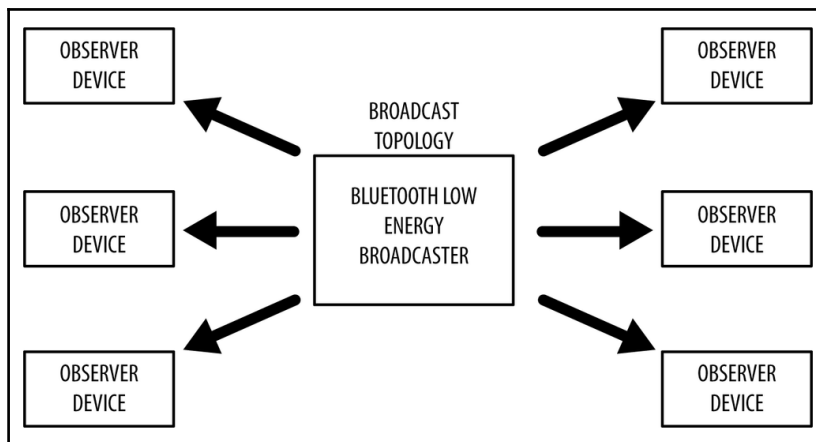 OBSERVER
DEVICE
OBSERVER
DEVICE
BROADCAST
TOPOLOGY
BLUETOOTH LOW
ENERGY
BROADCASTER
OBSERVER
DEVICE
OBSERVER
DEVICE
OBSERVER
DEVICE
OBSERVER
DEVICE